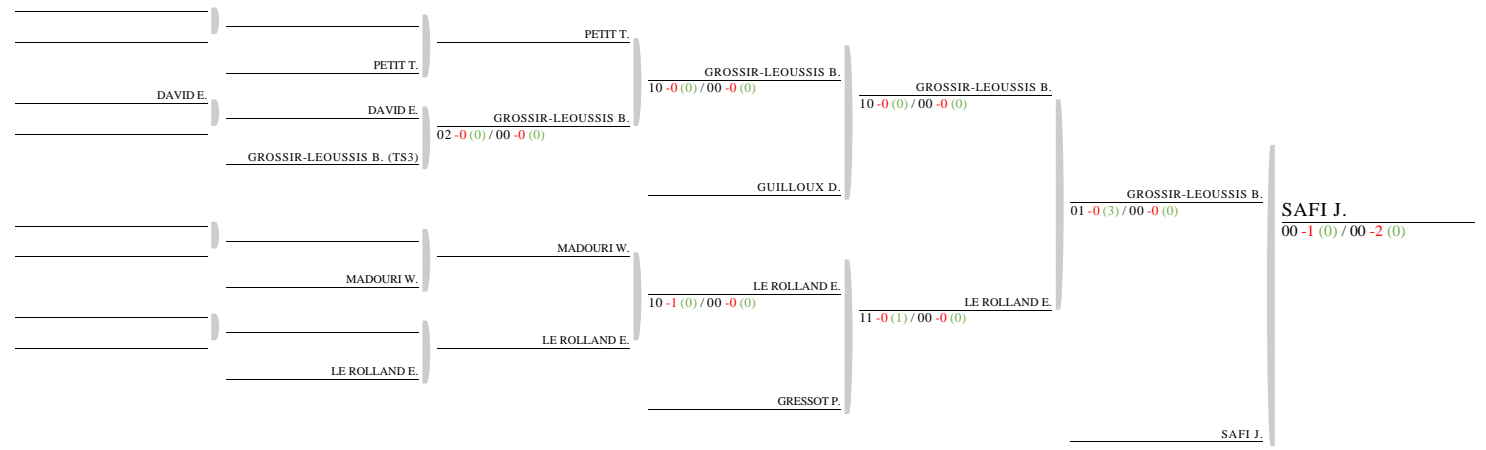 DAVID E.
PETIT T.
DAVID E.
GROSSIR-LEOUSSIS B. (TS3)
MADOURI W.
LE ROLLAND E.
PETIT T.
GROSSIR-LEOUSSIS B.
02 -0 (0) / 00 -0 (0)
MADOURI W.
LE ROLLAND E.
GROSSIR-LEOUSSIS B.
10 -0 (0) / 00 -0 (0)
GUILLOUX D.
LE ROLLAND E.
10 -1 (0) / 00 -0 (0)
GRESSOT P.
GROSSIR-LEOUSSIS B.
10 -0 (0) / 00 -0 (0)
LE ROLLAND E.
11 -0 (1) / 00 -0 (0)
GROSSIR-LEOUSSIS B.
01 -0 (3) / 00 -0 (0)
SAFI J.
SAFI J.
00 -1 (0) / 00 -2 (0)